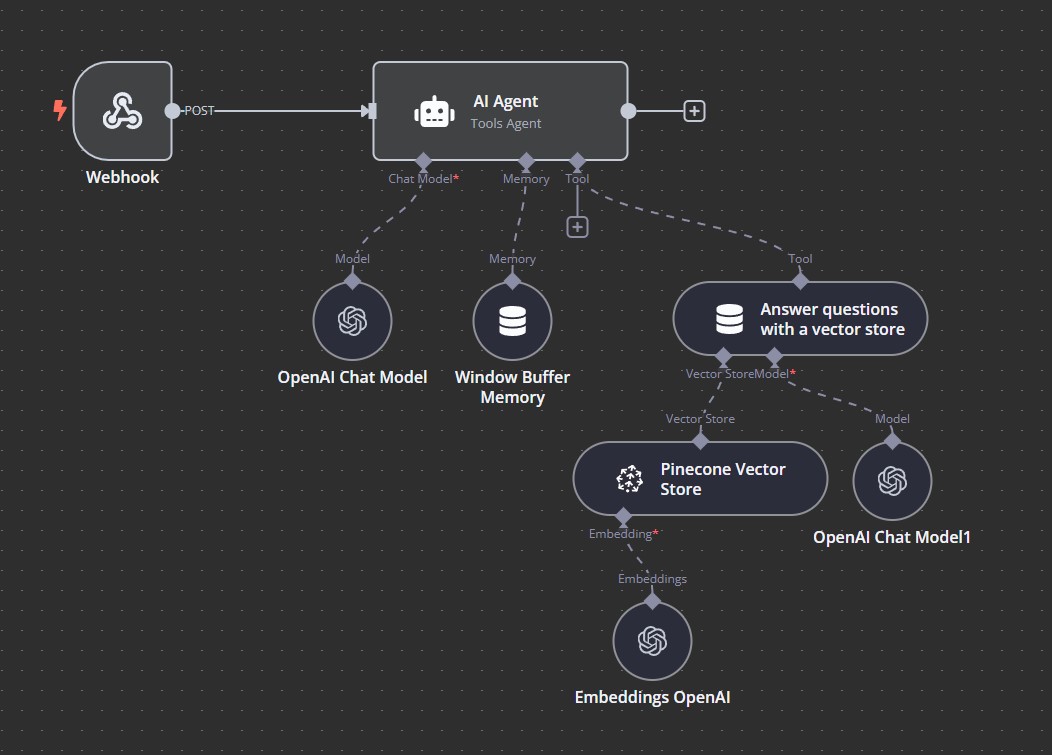 POST
AI Agent
Tools Agent
Webhook
Chat Model*
Memory
Tool
Model
Memory
Tool
Answer questions
with a vector store
OpenAI Chat Model
Window Buffer
Memory
Vector Store
Model*
Vector Store
Model
Pinecone Vector
Store
Embedding*
OpenAI Chat Model1
Embeddings
Embeddings OpenAI